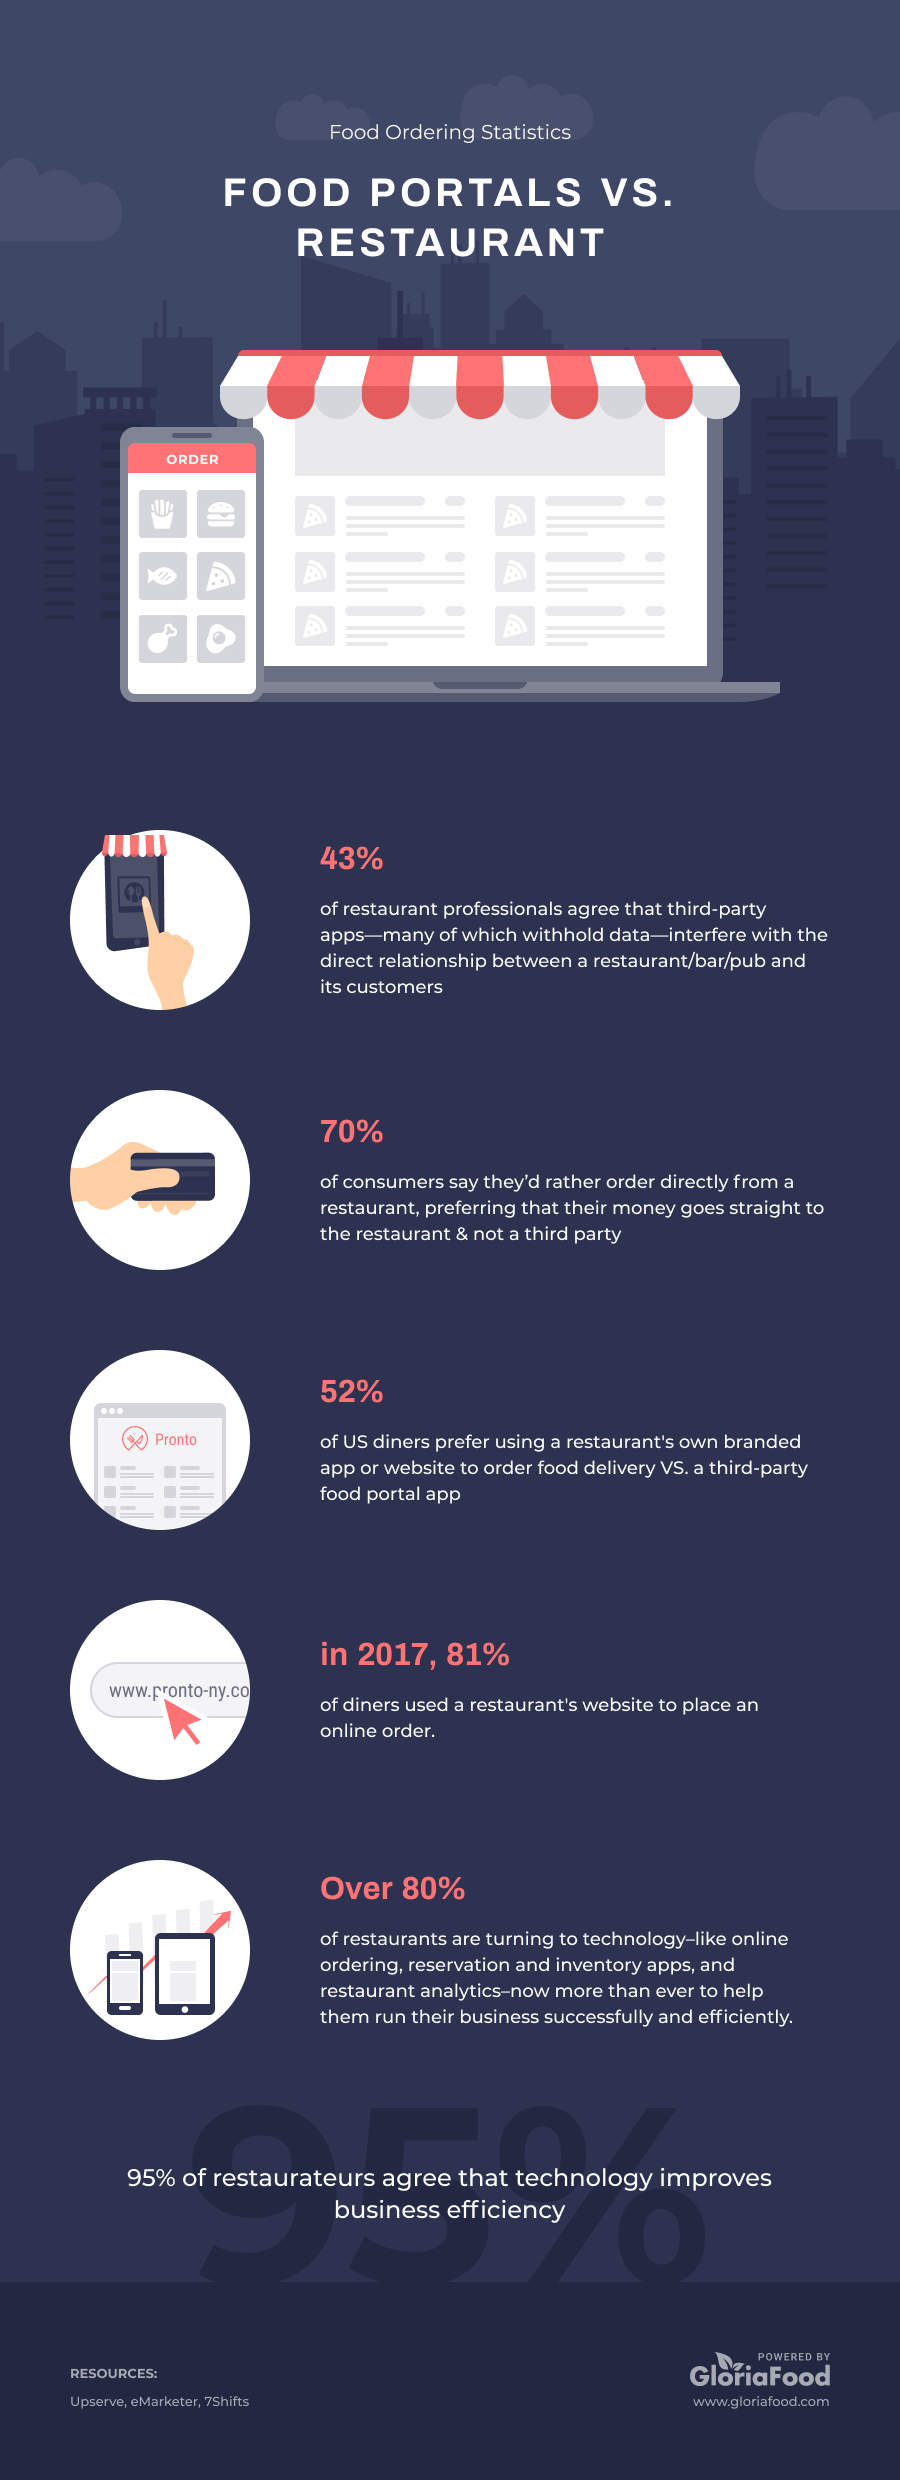 Food Ordering Statistics
FOOD PORTALS VS.
RESTAURANT
ORDER
43%
of restaurant professionals agree that third-party
apps—many of which withhold data—interfere with the
direct relationship between a restaurant/bar/pub and
its customers
70%
of consumers say they’d rather order directly from a
restaurant, preferring that their money goes straight to
the restaurant & not a third party
Pronto
52%
of US diners prefer using a restaurant's own branded
app or website to order food delivery VS. a third-party
food portal app
www.pronto-ny.co
in 2017, 81%
of diners used a restaurant's website to place an
online order.
Over 80%
of restaurants are turning to technology–like online
ordering, reservation and inventory apps, and
restaurant analytics–now more than ever to help
them run their business successfully and efficiently.
95%
95% of restaurateurs agree that technology improves
business efficiency
RESOURCES:
Upserve, eMarketer, 7Shifts
POWERED BY
GloriaFood
www.gloriafood.com